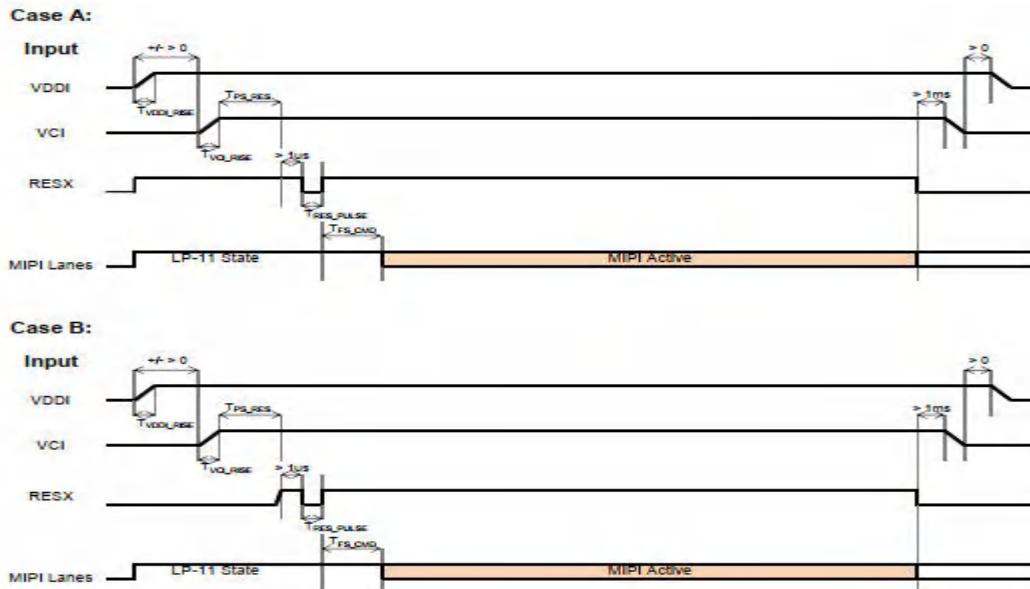 Case A:
Input
+/- > 0
> 0
VDDI
TVDDI_RISE
TPS_RES
> 1ms
VCI
TVCI_RISE
> 1us
RESX
TRES_PULSE
TFS_CMD
LP-11 State
MIPI Active
MIPI Lanes
Case B:
Input
+/- > 0
> 0
VDDI
TVDDI_RISE
TPS_RES
> 1ms
VCI
TVCI_RISE
> 1us
RESX
TRES_PULSE
TFS_CMD
LP-11 State
MIPI Active
MIPI Lanes